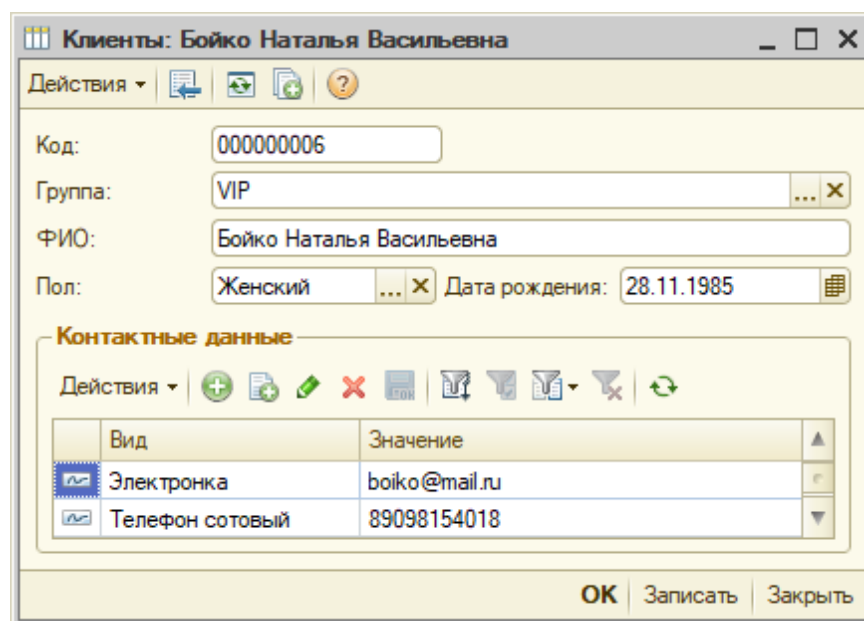 Клиенты: Бойко Наталья Васильевна
Действия
Код: 000000006
Группа: VIP ...
ФИО: Бойко Наталья Васильевна
Пол: Женский ... Дата рождения: 28.11.1985
Контактные данные
Действия
Вид Значение
Электронка boiko@mail.ru
Телефон сотовый 89098154018
OK Записать Закрыть